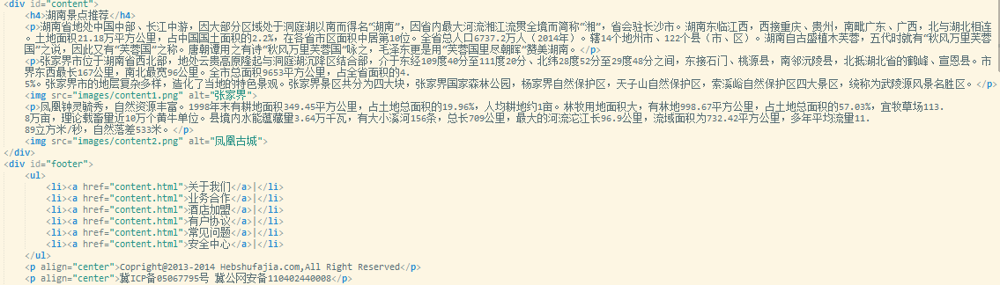 <div id="content">
<h4>湖南景点推荐</h4>
<p>湖南省地处中国中部、长江中游，因大部分区域处于洞庭湖以南而得名“湖南”，因省内最大河流湘江流贯全境而简称“湘”，省会驻长沙市。湖南东临江西，西接重庆、贵州，南毗广东、广西，北与湖北相连
。土地面积21.18万平方公里，占中国国土面积的2.2%，在各省市区面积中居第10位。全省总人口6737.2万人（2014年）。辖14个地州市、122个县（市、区）。湖南自古盛植木芙蓉，五代时就有“秋风万里芙蓉
国”之说，因此又有“芙蓉国”之称。唐朝谭用之有诗“秋风万里芙蓉国”咏之，毛泽东更是用“芙蓉国里尽朝晖”赞美湖南。</p>
<p>张家界市位于湖南省西北部，地处云贵高原隆起与洞庭湖沉降区结合部，介于东经109度40分至111度20分、北纬28度52分至29度48分之间，东接石门、桃源县，南邻沅陵县，北抵湖北省的鹤峰、宣恩县。市
界东西最长167公里，南北最宽96公里。全市总面积9653平方公里，占全省面积的4.
5%。张家界市的地层复杂多样，造化了当地的特色景观。张家界景区共分为四大块，张家界国家森林公园，杨家界自然保护区，天子山自然保护区，索溪峪自然保护区四大景区，统称为武陵源风景名胜区。</p>
<img src="images/content1.png" alt="张家界">
<p>凤凰钟灵毓秀，自然资源丰富。1998年末有耕地面积349.45平方公里，占土地总面积的19.96%，人均耕地约1亩。林牧用地面积大，有林地998.67平方公里，占土地总面积的57.03%，宜牧草场113.
8万亩，理论载畜量近10万个黄牛单位。县境内水能蕴藏量3.64万千瓦，有大小溪河156条，总长709公里，最大的河流沱江长96.9公里，流域面积为732.42平方公里，多年平均流量11.
89立方米/秒，自然落差533米。</p>
<img src="images/content2.png" alt="凤凰古城">
</div>
<div id="footer">
<ul>
<li><a href="content.html">关于我们</a>|</li>
<li><a href="content.html">业务合作</a>|</li>
<li><a href="content.html">酒店加盟</a>|</li>
<li><a href="content.html">有户协议</a>|</li>
<li><a href="content.html">常见问题</a>|</li>
<li><a href="content.html">安全中心</a>|</li>
</ul>
<p align="center">Copright@2013-2014 Hebshufajia.com,All Right Reserved</p>
<p align="center">冀ICP备05067795号 冀公网安备110402440008</p>